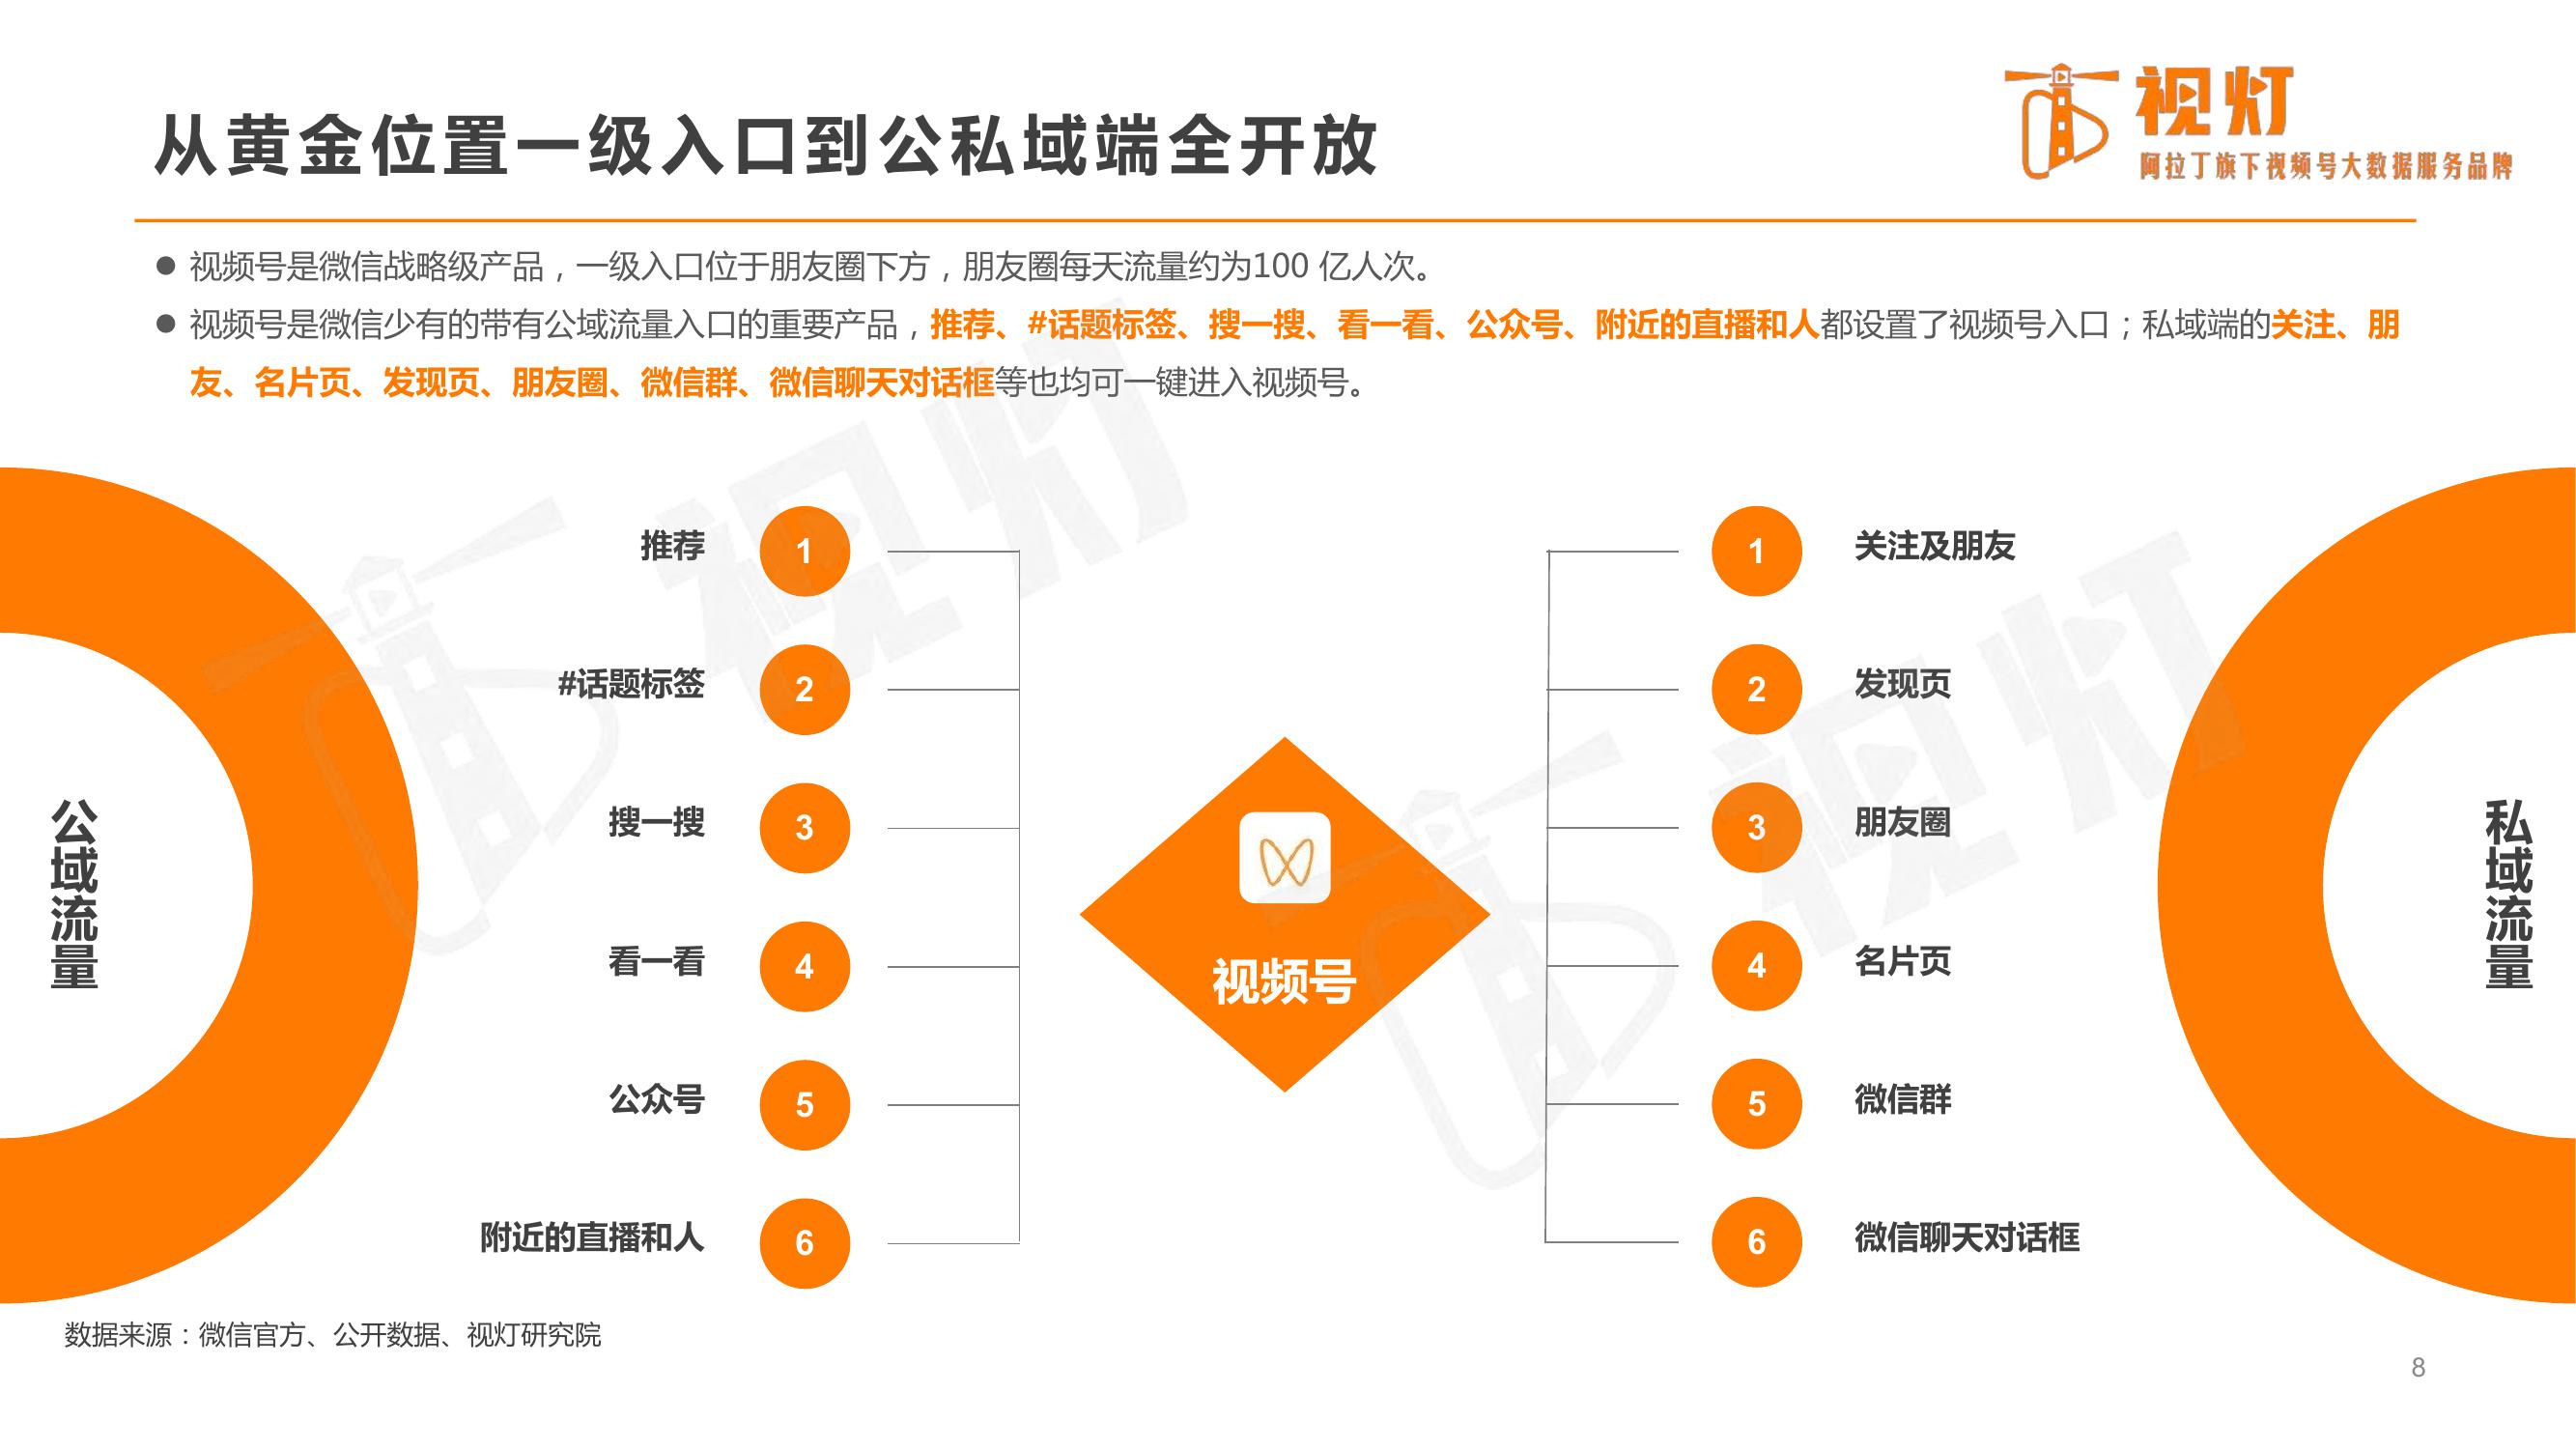 从黄金位置一级入口到公私域端全开放
视灯
阿拉丁旗下视频号大数据服务品牌
● 视频号是微信战略级产品，一级入口位于朋友圈下方，朋友圈每天流量约为100 亿人次。
● 视频号是微信少有的带有公域流量入口的重要产品，推荐、#话题标签、搜一搜、看一看、公众号、附近的直播和人都设置了视频号入口；私域端的关注、朋
友、名片页、发现页、朋友圈、微信群、微信聊天对话框等也均可一键进入视频号。
公域流量
推荐 1
#话题标签 2
搜一搜 3
看一看 4
公众号 5
附近的直播和人 6
视频号
1 关注及朋友
2 发现页
3 朋友圈
4 名片页
5 微信群
6 微信聊天对话框
私域流量
视灯
视灯
数据来源：微信官方、公开数据、视灯研究院
8